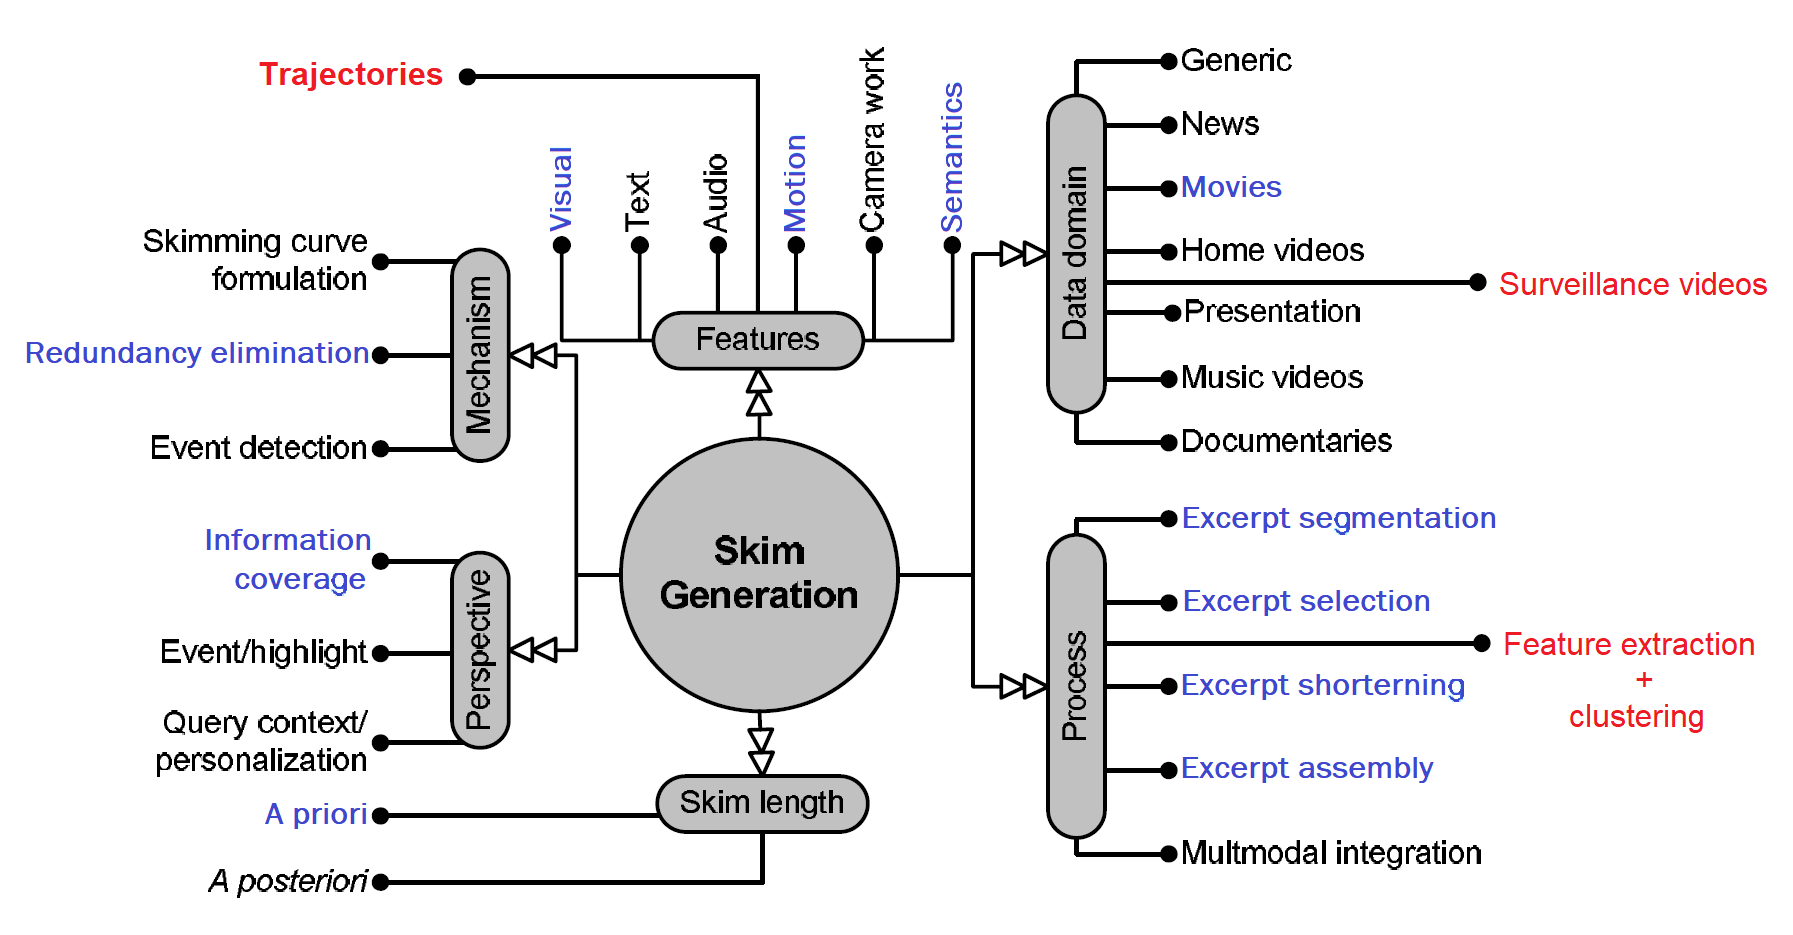 Trajectories
Visual
Text
Audio
Motion
Camera work
Semantics
Features
Skimming curve
formulation
Redundancy elimination
Event detection
Mechanism
Information
coverage
Event/highlight
Query context/
personalization
Perspective
Skim
Generation
Skim length
A priori
A posteriori
Data domain
Generic
News
Movies
Home videos
Surveillance videos
Presentation
Music videos
Documentaries
Process
Excerpt segmentation
Excerpt selection
Feature extraction
+
clustering
Excerpt shorterning
Excerpt assembly
Multmodal integration